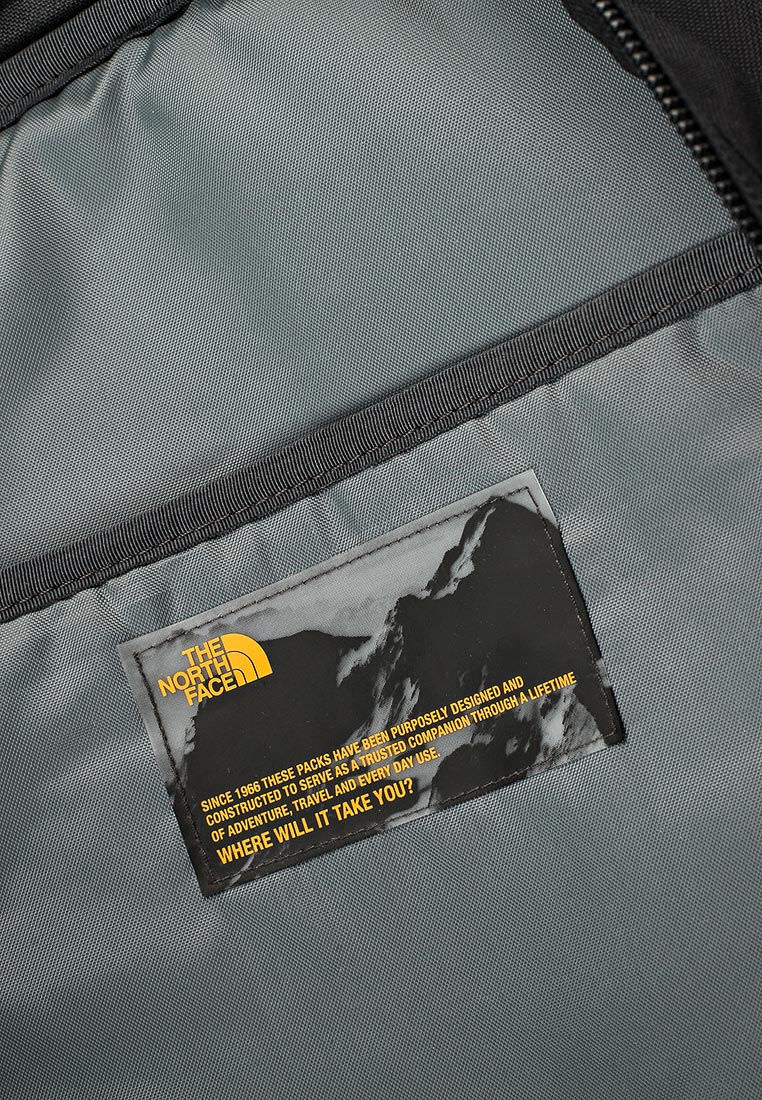 THE
NORTH
FACE
SINCE 1966 THESE PACKS HAVE BEEN PURPOSELY DESIGNED AND
CONSTRUCTED TO SERVE AS A TRUSTED COMPANION THROUGH A LIFETIME
OF ADVENTURE, TRAVEL AND EVERY DAY USE.
WHERE WILL IT TAKE YOU?